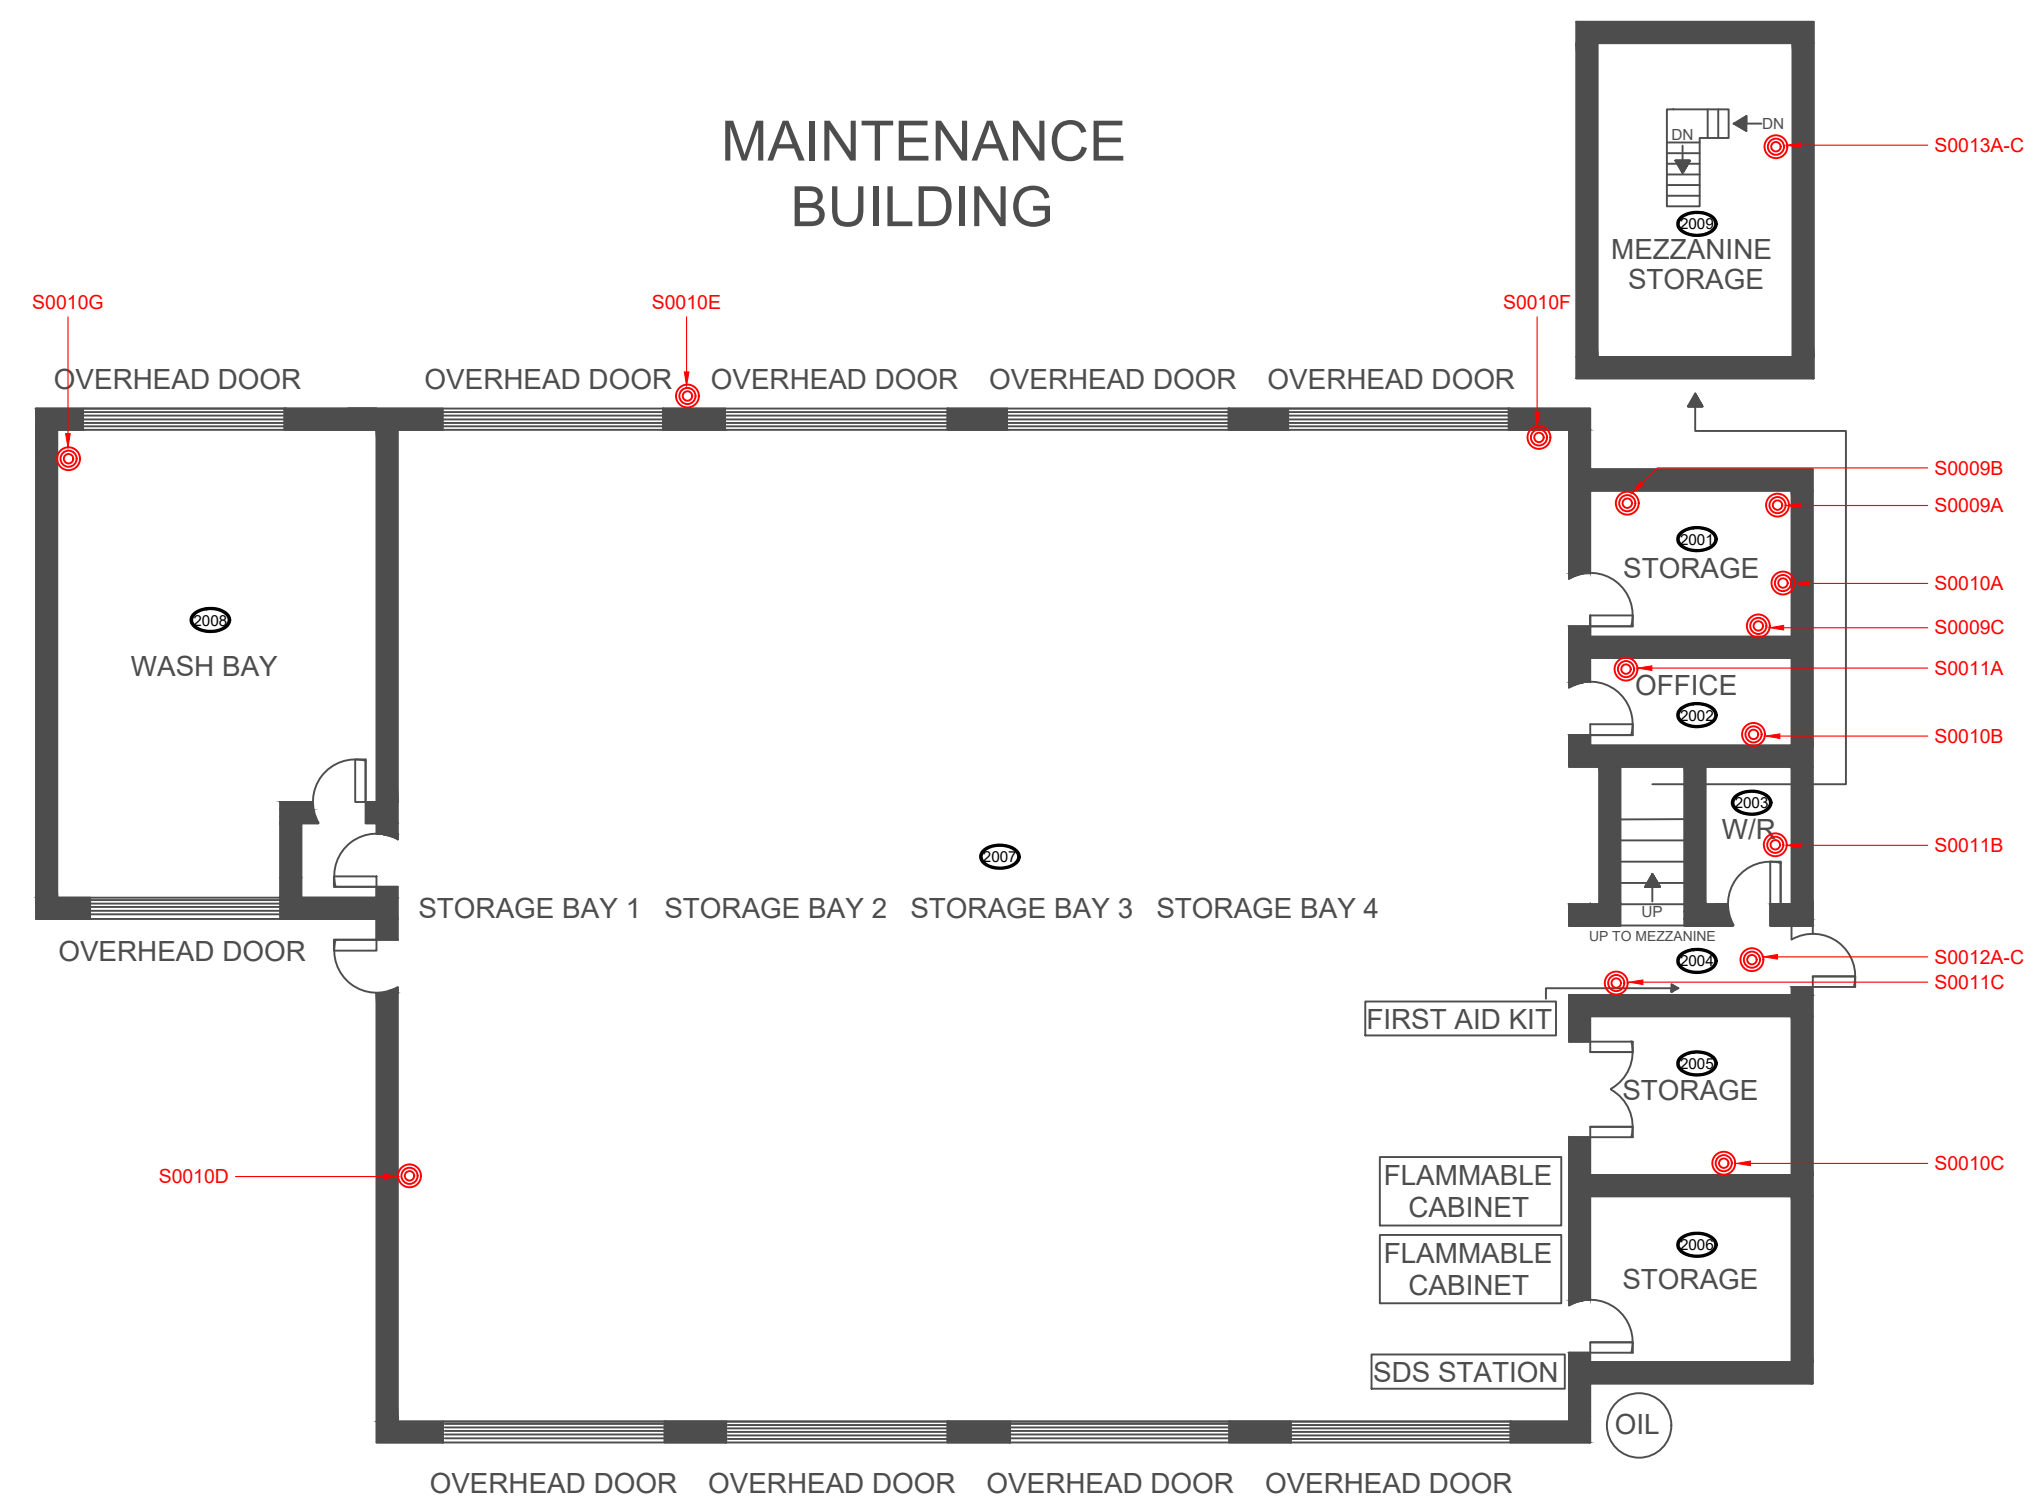 MAINTENANCE
BUILDING
DN
DN
S0013A-C
2009
MEZZANINE
STORAGE
S0010G
S0010E
S0010F
OVERHEAD DOOR
OVERHEAD DOOR
OVERHEAD DOOR
OVERHEAD DOOR
OVERHEAD DOOR
S0009B
S0009A
2001
STORAGE
S0010A
S0009C
2008
WASH BAY
S0011A
OFFICE
2002
S0010B
2003
W/R
S0011B
2007
STORAGE BAY 1
STORAGE BAY 2
STORAGE BAY 3
STORAGE BAY 4
UP
UP TO MEZZANINE
OVERHEAD DOOR
2004
S0012A-C
S0011C
FIRST AID KIT
2005
STORAGE
S0010C
S0010D
FLAMMABLE
CABINET
FLAMMABLE
CABINET
2006
STORAGE
SDS STATION
OIL
OVERHEAD DOOR
OVERHEAD DOOR
OVERHEAD DOOR
OVERHEAD DOOR